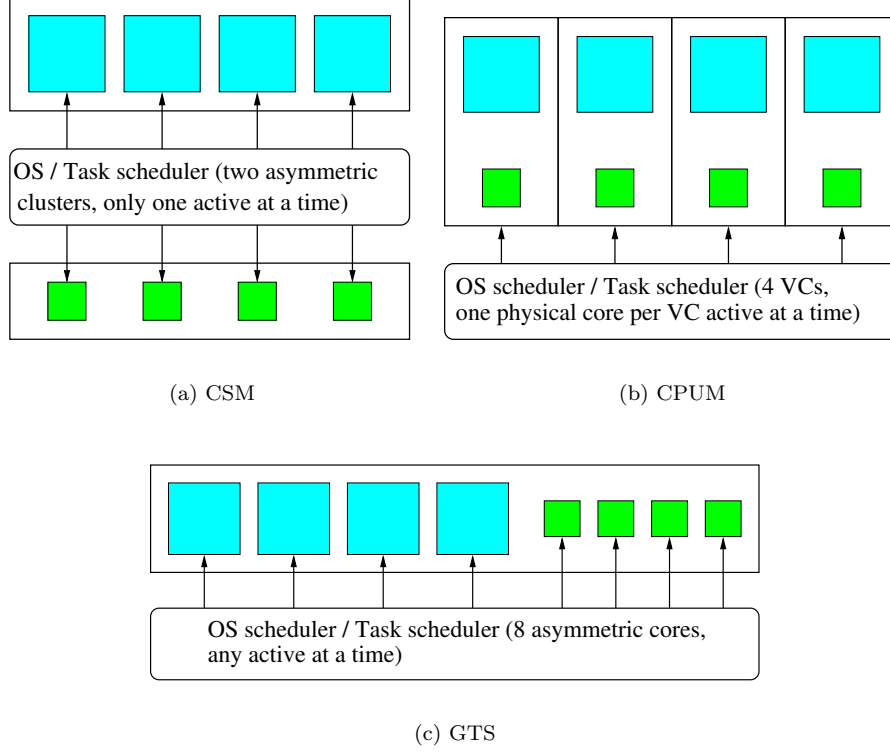 OS / Task scheduler (two asymmetric
clusters, only one active at a time)
(a) CSM
OS scheduler / Task scheduler (4 VCs,
one physical core per VC active at a time)
(b) CPUM
OS scheduler / Task scheduler (8 asymmetric cores,
any active at a time)
(c) GTS